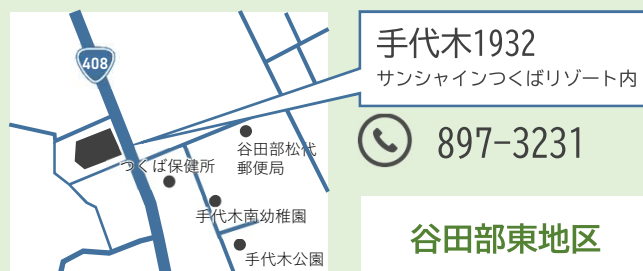 手代木1932
サンシャインつくばリゾート内
897-3231
谷田部東地区
408
谷田部松代
郵便局
つくば保健所
手代木南幼稚園
手代木公園